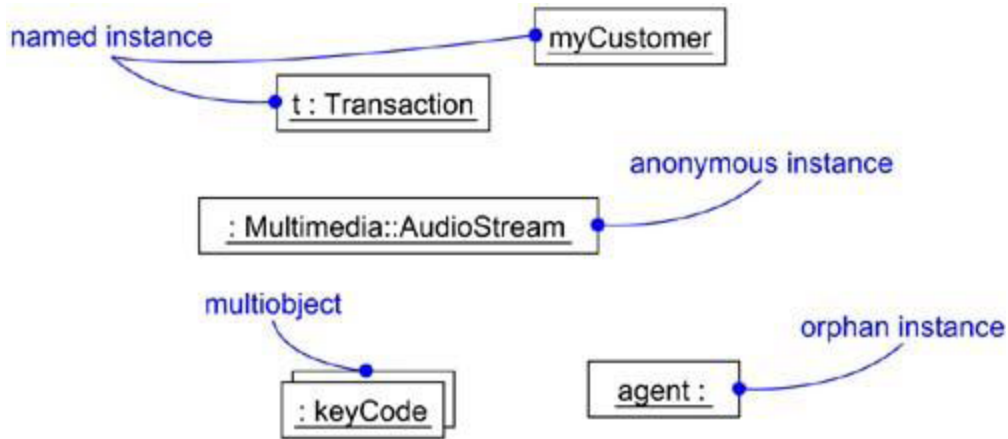 named instance
myCustomer
t : Transaction
anonymous instance
: Multimedia::AudioStream
multiobject
orphan instance
: keyCode
agent :